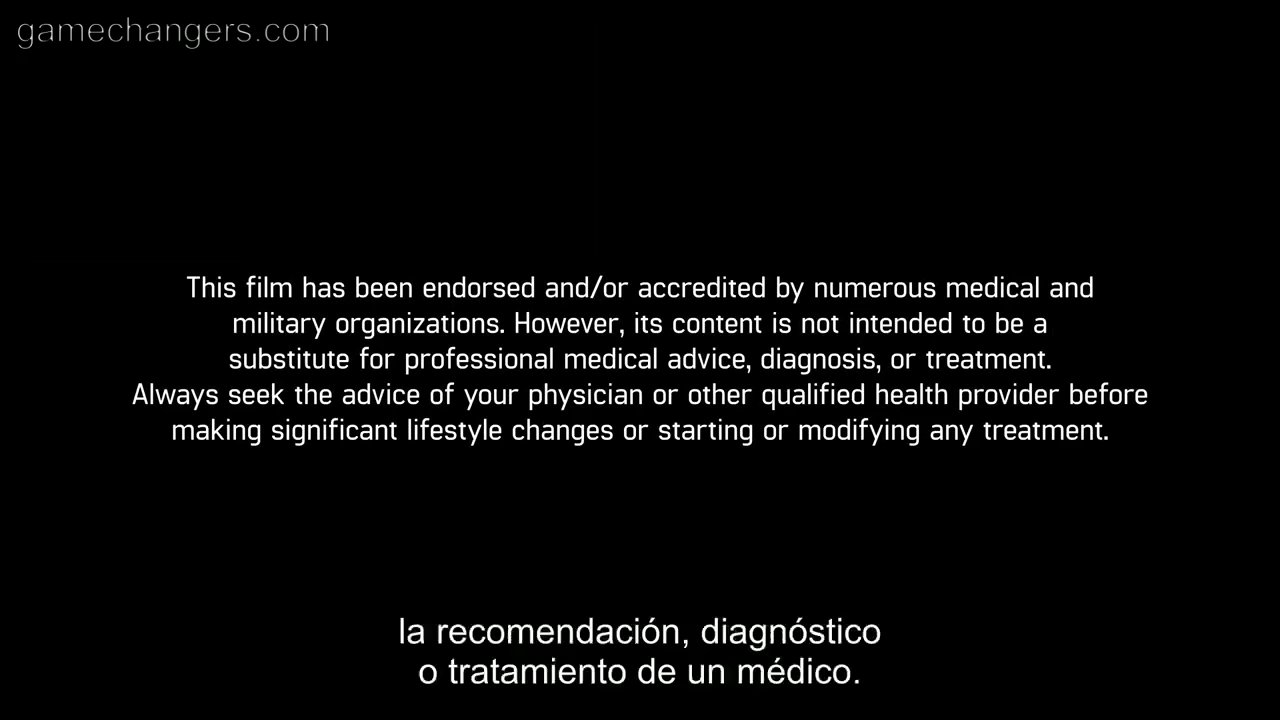 gamechangers.com
This film has been endorsed and/or accredited by numerous medical and
military organizations. However, its content is not intended to be a
substitute for professional medical advice, diagnosis, or treatment.
Always seek the advice of your physician or other qualified health provider before
making significant lifestyle changes or starting or modifying any treatment.
la recomendación, diagnóstico
o tratamiento de un médico.